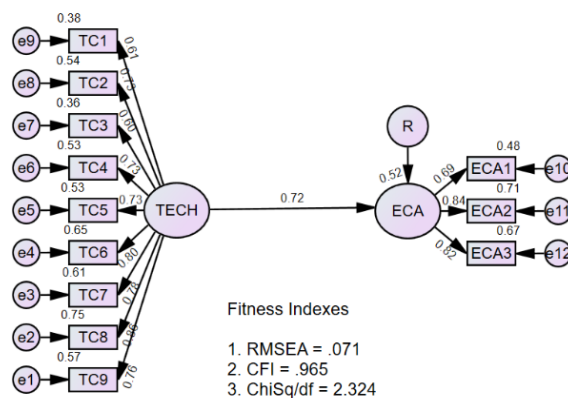 0.38
e9 TC1 0.61
0.54
e8 TC2 0.73
0.36
e7 TC3 0.60
0.53
e6 TC4 0.73
0.53
e5 TC5 0.73
0.65
e4 TC6 0.80
0.61
e3 TC7 0.78
0.75
e2 TC8 0.86
0.57
e1 TC9 0.76
TECH
0.72
R
0.52
ECA
0.48
0.69 ECA1 e10
0.71
0.84 ECA2 e11
0.67
0.82 ECA3 e12
Fitness Indexes
1. RMSEA = .071
2. CFI = .965
3. ChiSq/df = 2.324